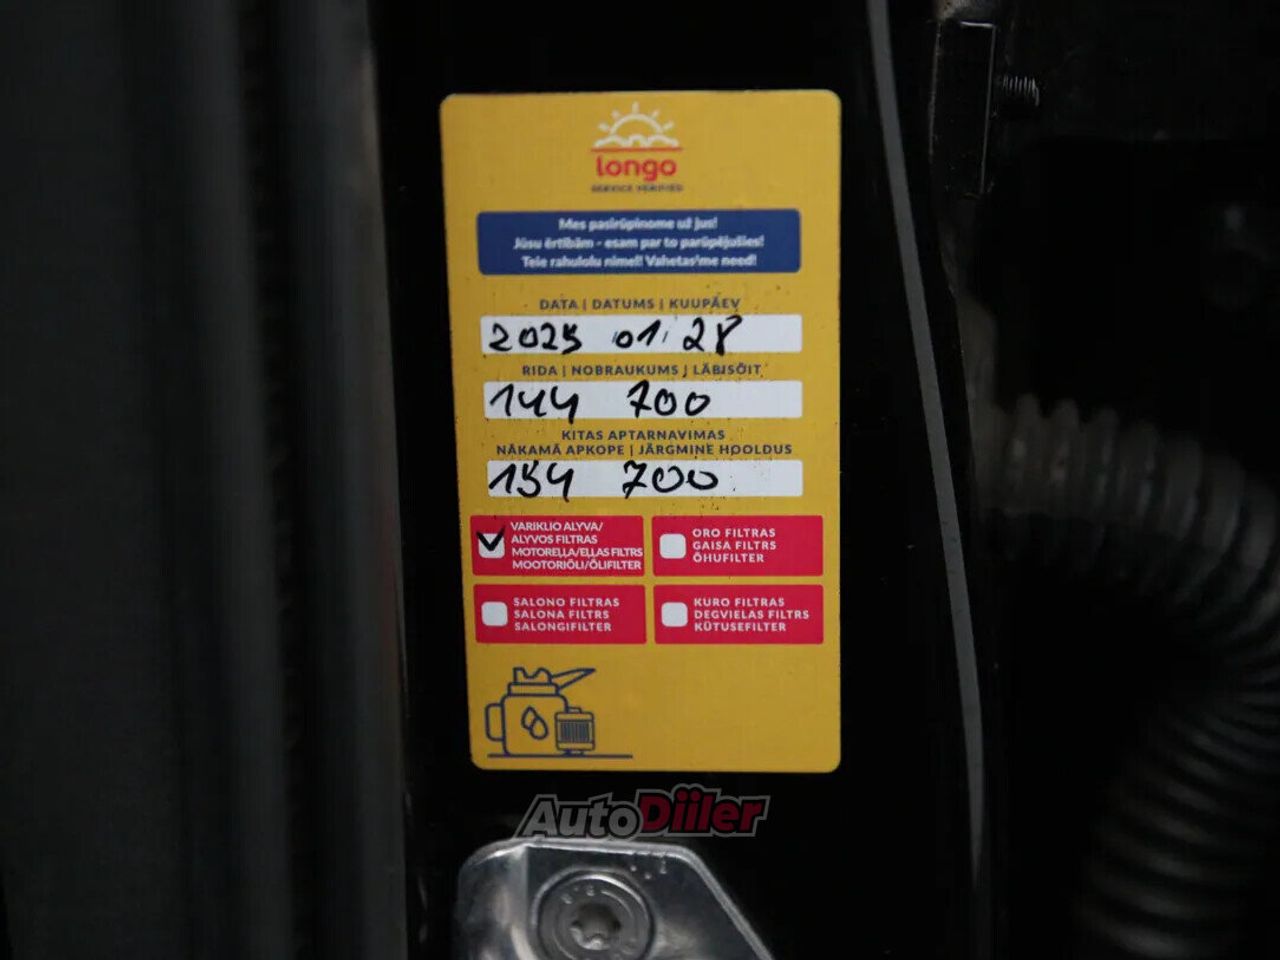 longo
SERVICE VERIFIED
Mes pasirūpinome už jus!
Jūsu ērtībām - esam par to parūpējušies!
Teie rahulolu nimel! Vahetas'me need!
DATA | DATUMS | KUUPÄEV
2025 01 28
RIDA | NOBRAUKUMS | LÄBISÕIT
144 700
KITAS APTARNAVIMAS
NĀKAMĀ APKOPE | JÄRGMINE HOOLDUS
154 700
VARIKLIO ALYVA/
ALYVOS FILTRAS
MOTOREĻĻA/EĻĻAS FILTRS
MOOTORIÕLI/ÕLIFILTER
ORO FILTRAS
GAISA FILTRS
ÕHUFILTER
SALONO FILTRAS
SALONA FILTRS
SALONGIFILTER
KURO FILTRAS
DEGVIELAS FILTRS
KÜTUSEFILTER
AutoDiiler